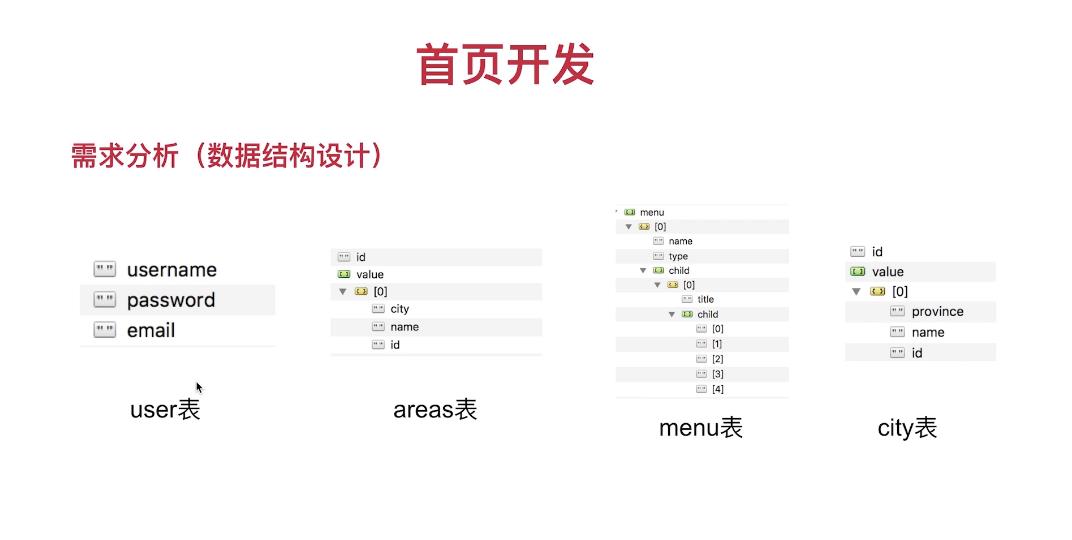 首页开发
需求分析（数据结构设计）
username
password
email
user表
id
value
[0]
city
name
id
areas表
menu
[0]
name
type
child
[0]
title
child
[0]
[1]
[2]
[3]
[4]
menu表
id
value
[0]
province
name
id
city表